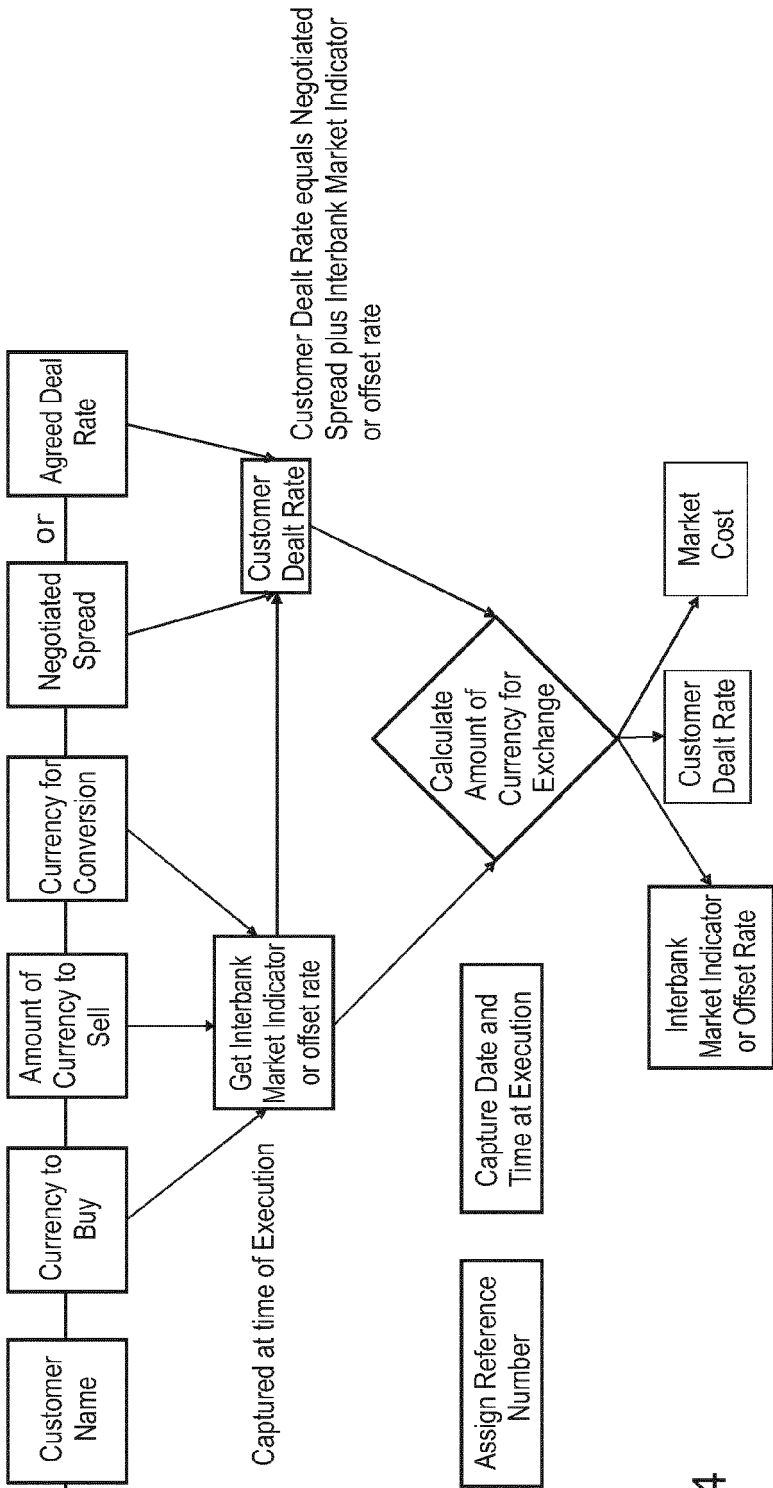 Customer
Name
Currency to
Buy
Amount of
Currency to
Sell
Currency for
Conversion
Negotiated
Spread
or
Agreed Deal
Rate
Captured at time of Execution
Get Interbank
Market Indicator
or offset rate
Customer
Dealt Rate
Customer Dealt Rate equals Negotiated
Spread plus Interbank Market Indicator
or offset rate
Calculate
Amount of
Currency for
Exchange
Assign Reference
Number
Capture Date and
Time at Execution
Interbank
Market Indicator
or Offset Rate
Customer
Dealt Rate
Market
Cost
4